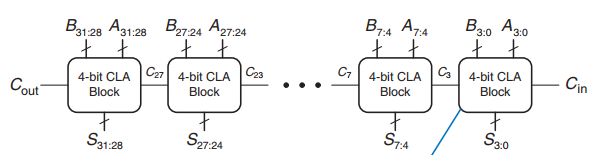 B31:28 A31:28 B27:24 A27:24 B7:4 A7:4 B3:0 A3:0
Cout 4-bit CLA Block C27 4-bit CLA Block C23 • • • C7 4-bit CLA Block C3 4-bit CLA Block Cin
S31:28 S27:24 S7:4 S3:0